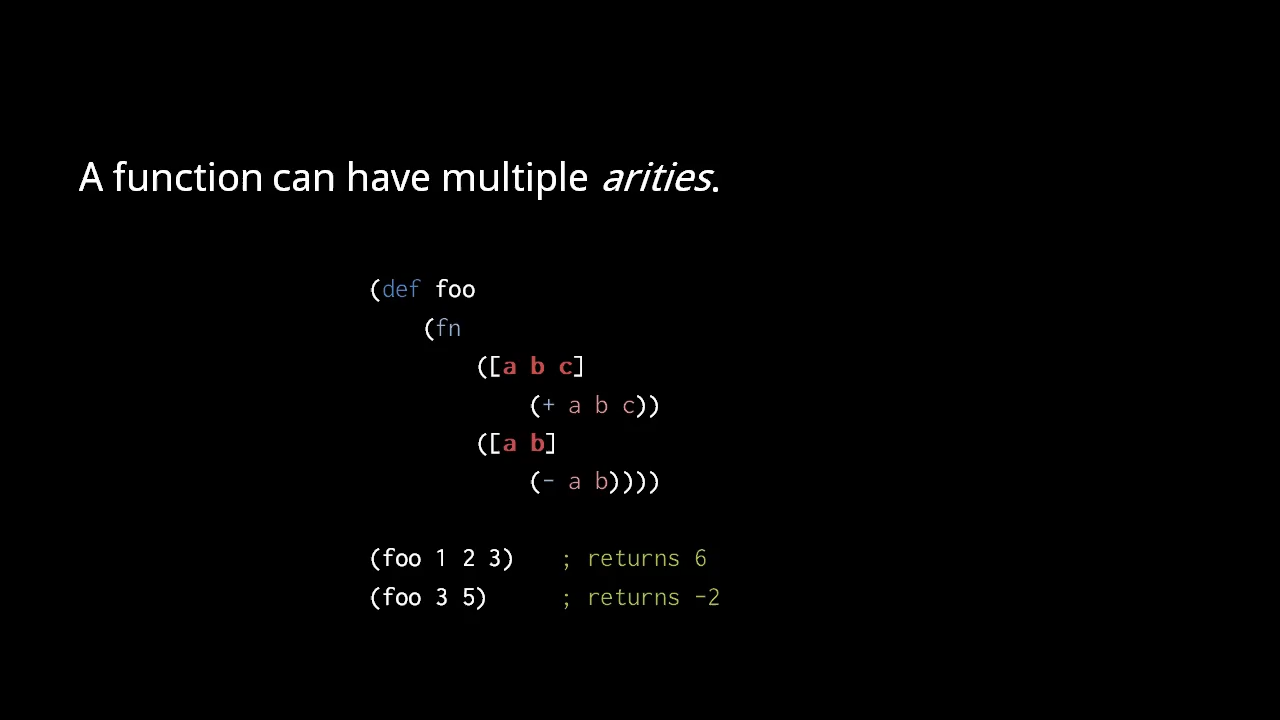 A function can have multiple arities.
(def foo
(fn
([a b c]
(+ a b c))
([a b]
(- a b))))
(foo 1 2 3) ; returns 6
(foo 3 5) ; returns -2